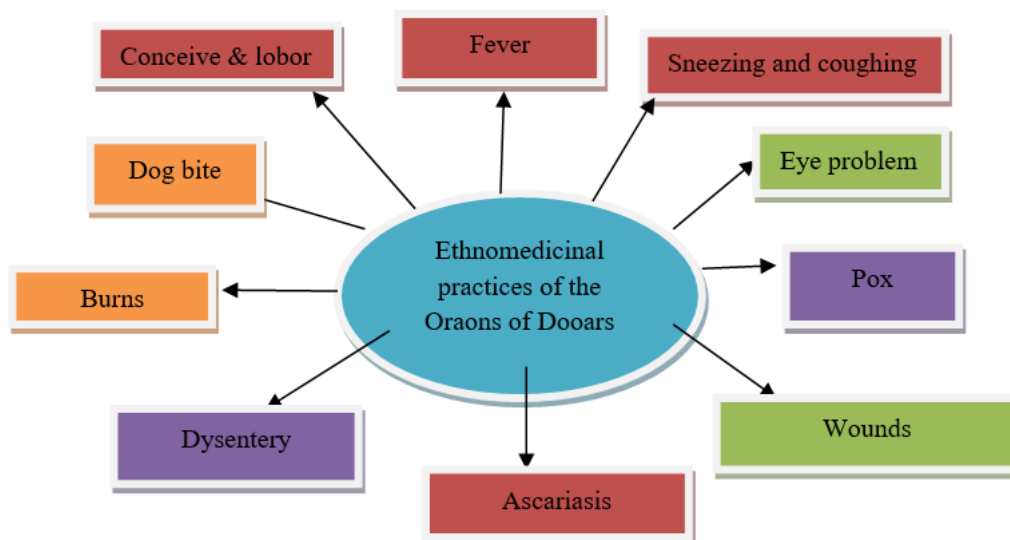 Conceive & lobor
Fever
Sneezing and coughing
Dog bite
Eye problem
Ethnomedicinal
practices of the
Oraons of Dooars
Burns
Pox
Dysentery
Wounds
Ascariasis